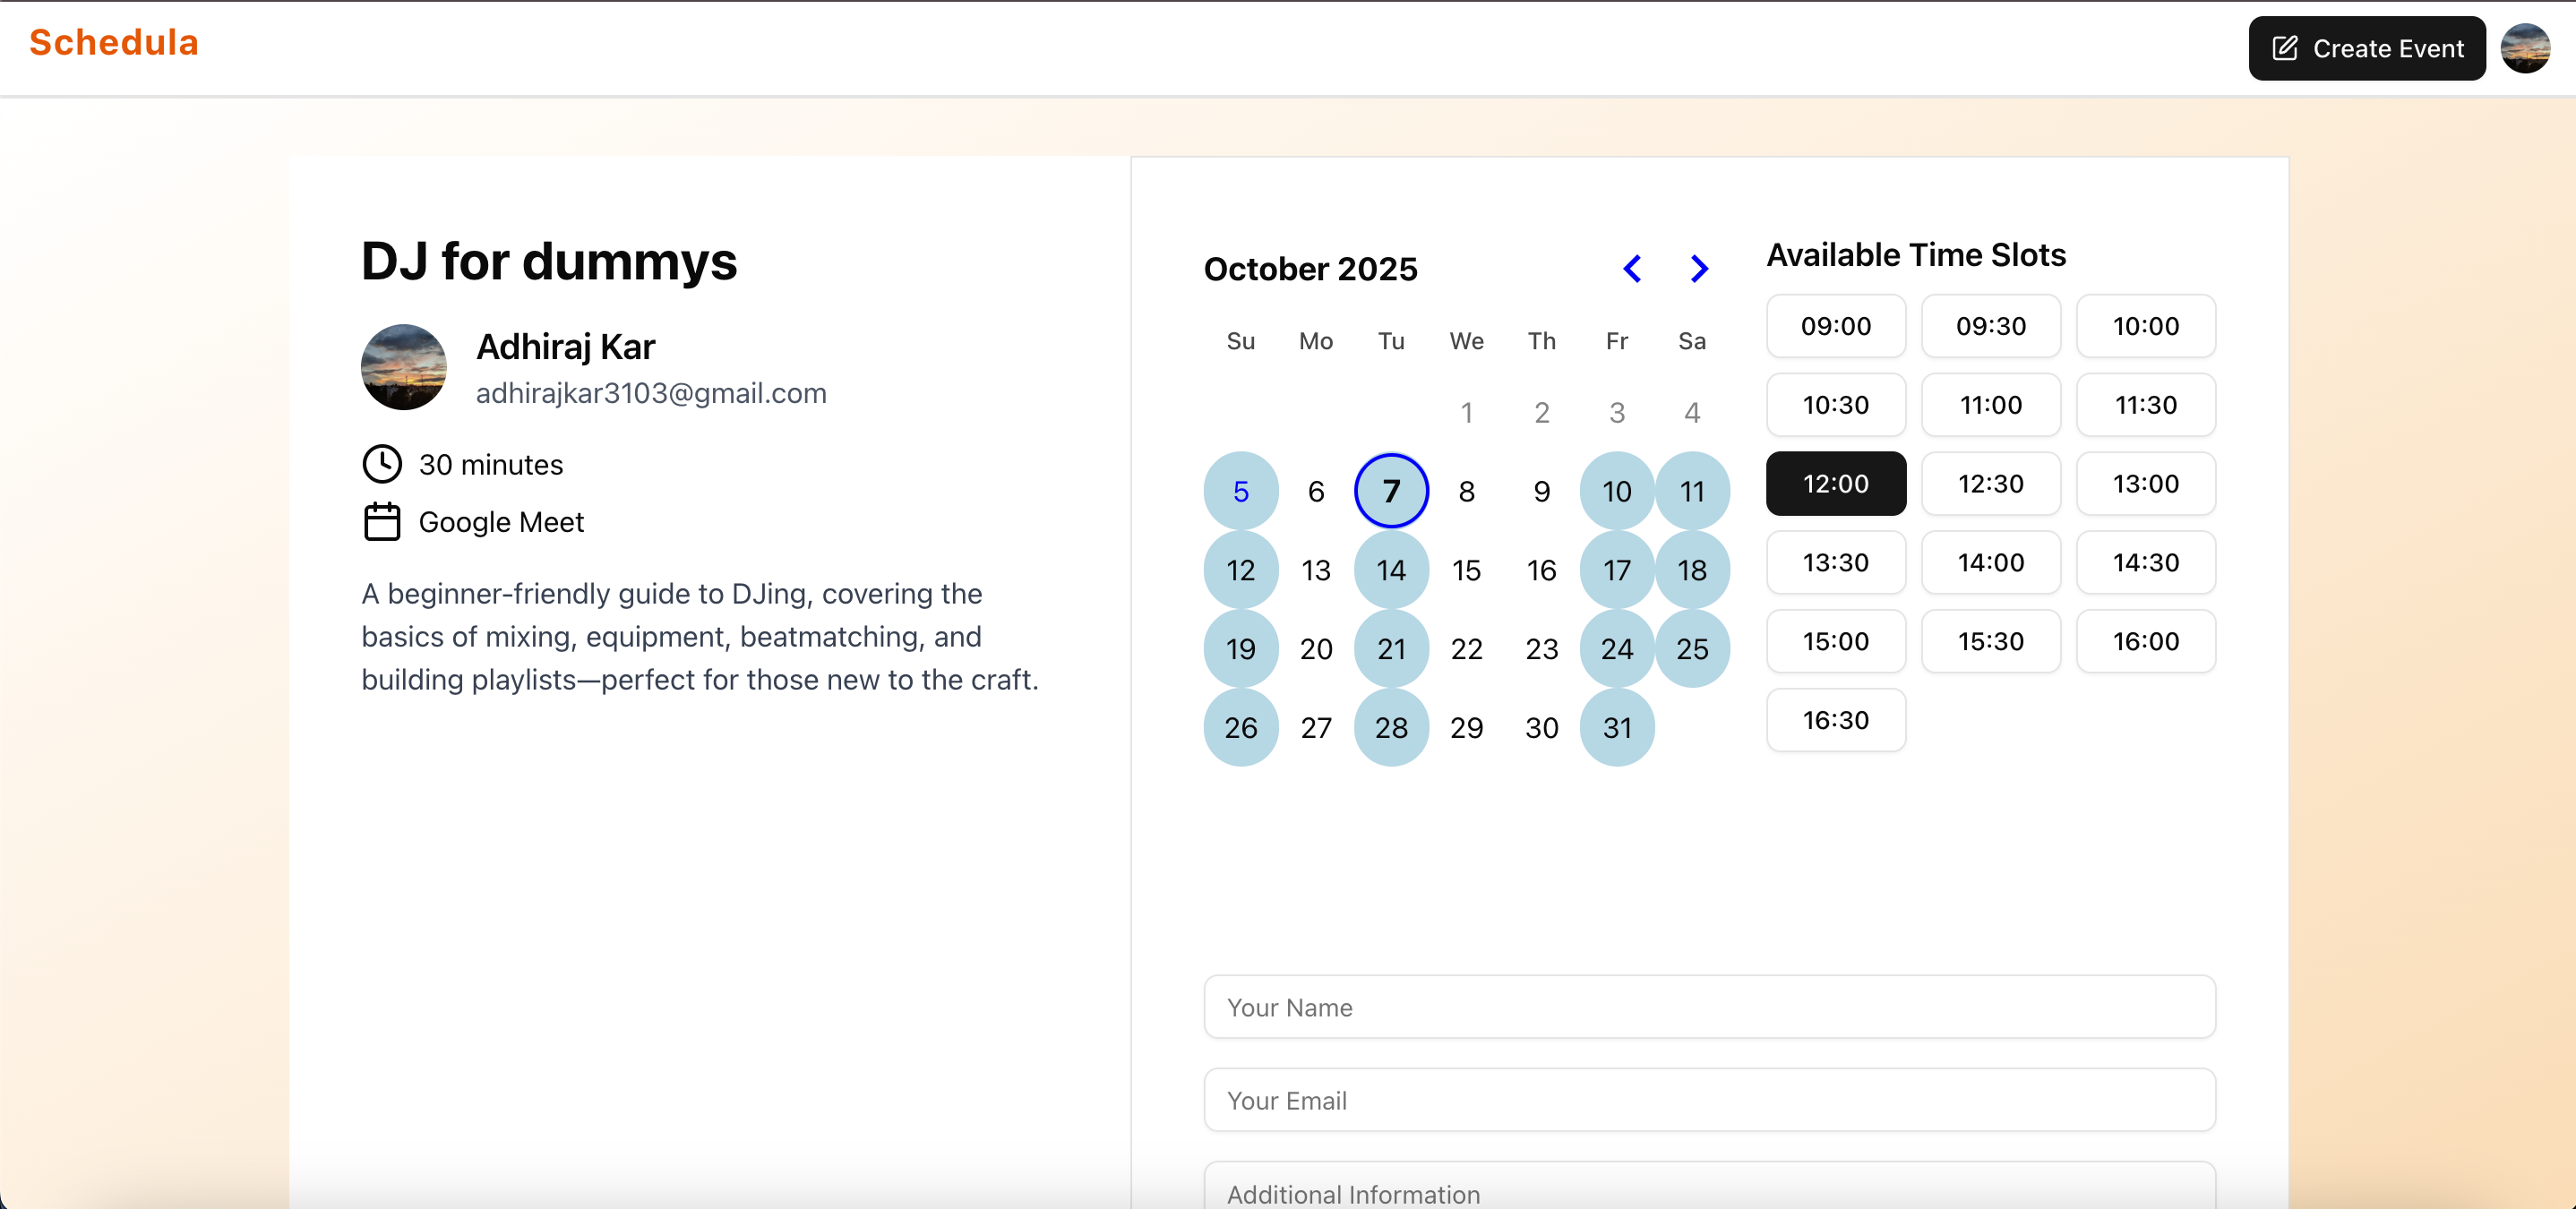 Schedula
Create Event
DJ for dummys
Adhiraj Kar
adhirajkar3103@gmail.com
30 minutes
Google Meet
A beginner-friendly guide to DJing, covering the
basics of mixing, equipment, beatmatching, and
building playlists—perfect for those new to the craft.
October 2025
Su Mo Tu We Th Fr Sa
1 2 3 4
5 6 7 8 9 10 11
12 13 14 15 16 17 18
19 20 21 22 23 24 25
26 27 28 29 30 31
Available Time Slots
09:00 09:30 10:00
10:30 11:00 11:30
12:00 12:30 13:00
13:30 14:00 14:30
15:00 15:30 16:00
16:30
Your Name
Your Email
Additional Information